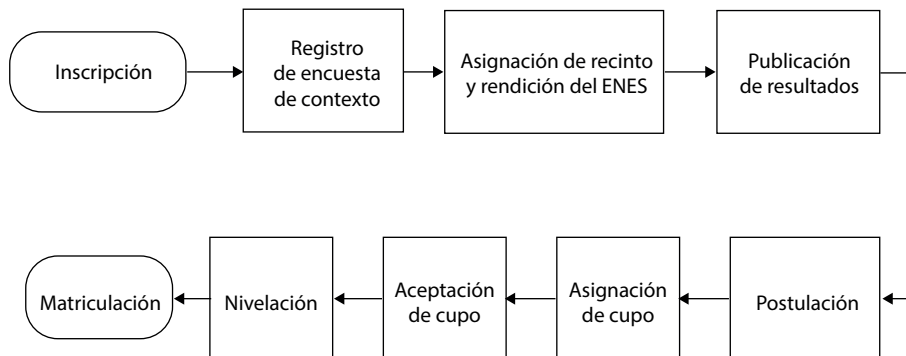 Inscripción
Registro
de encuesta
de contexto
Asignación de recinto
y rendición del ENES
Publicación
de resultados
Postulación
Asignación
de cupo
Aceptación
de cupo
Nivelación
Matriculación